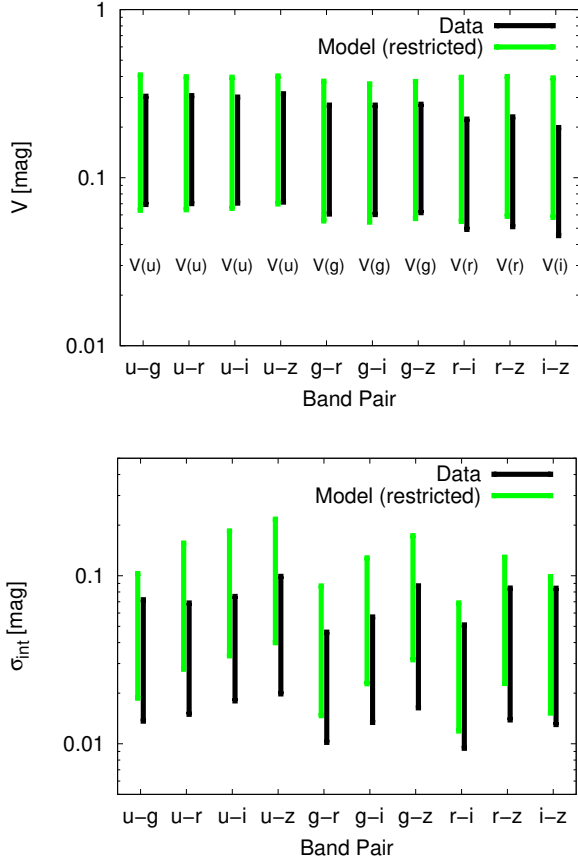 1
Data
Model (restricted)
V [mag]
0.1
V(u) V(u) V(u) V(u) V(g) V(g) V(g) V(r) V(r) V(i)
0.01
u−g u−r u−i u−z g−r g−i g−z r−i r−z i−z
Band Pair
Data
Model (restricted)
0.1
σint [mag]
0.01
u−g u−r u−i u−z g−r g−i g−z r−i r−z i−z
Band Pair